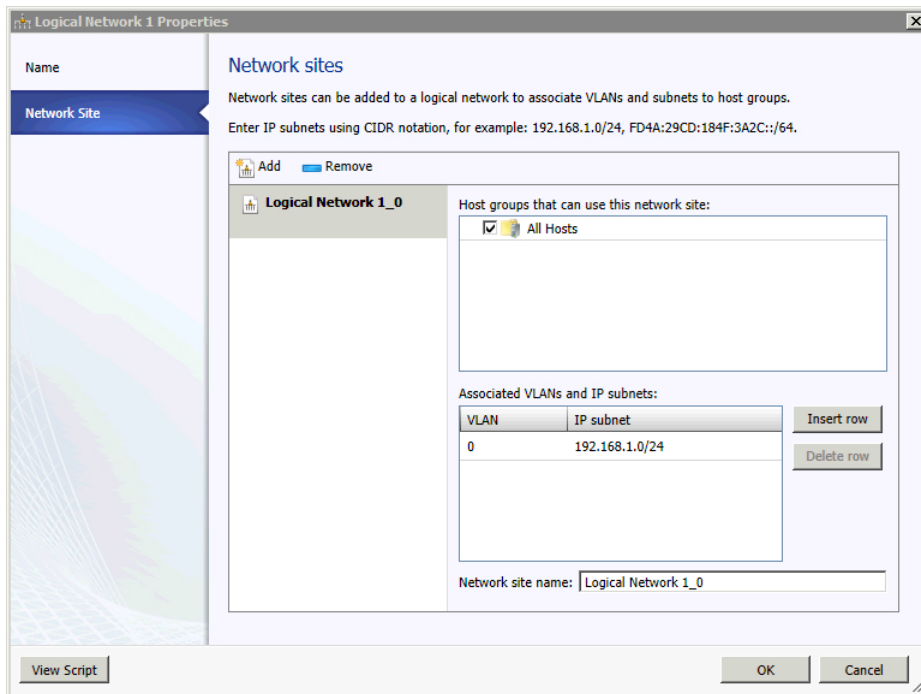 Logical Network 1 Properties
Name
Network Site
Network sites
Network sites can be added to a logical network to associate VLANs and subnets to host groups.
Enter IP subnets using CIDR notation, for example: 192.168.1.0/24, FD4A:29CD:184F:3A2C::/64.
Add Remove
Logical Network 1_0
Host groups that can use this network site:
All Hosts
Associated VLANs and IP subnets:
VLAN IP subnet
0 192.168.1.0/24
Insert row
Delete row
Network site name: Logical Network 1_0
View Script OK Cancel